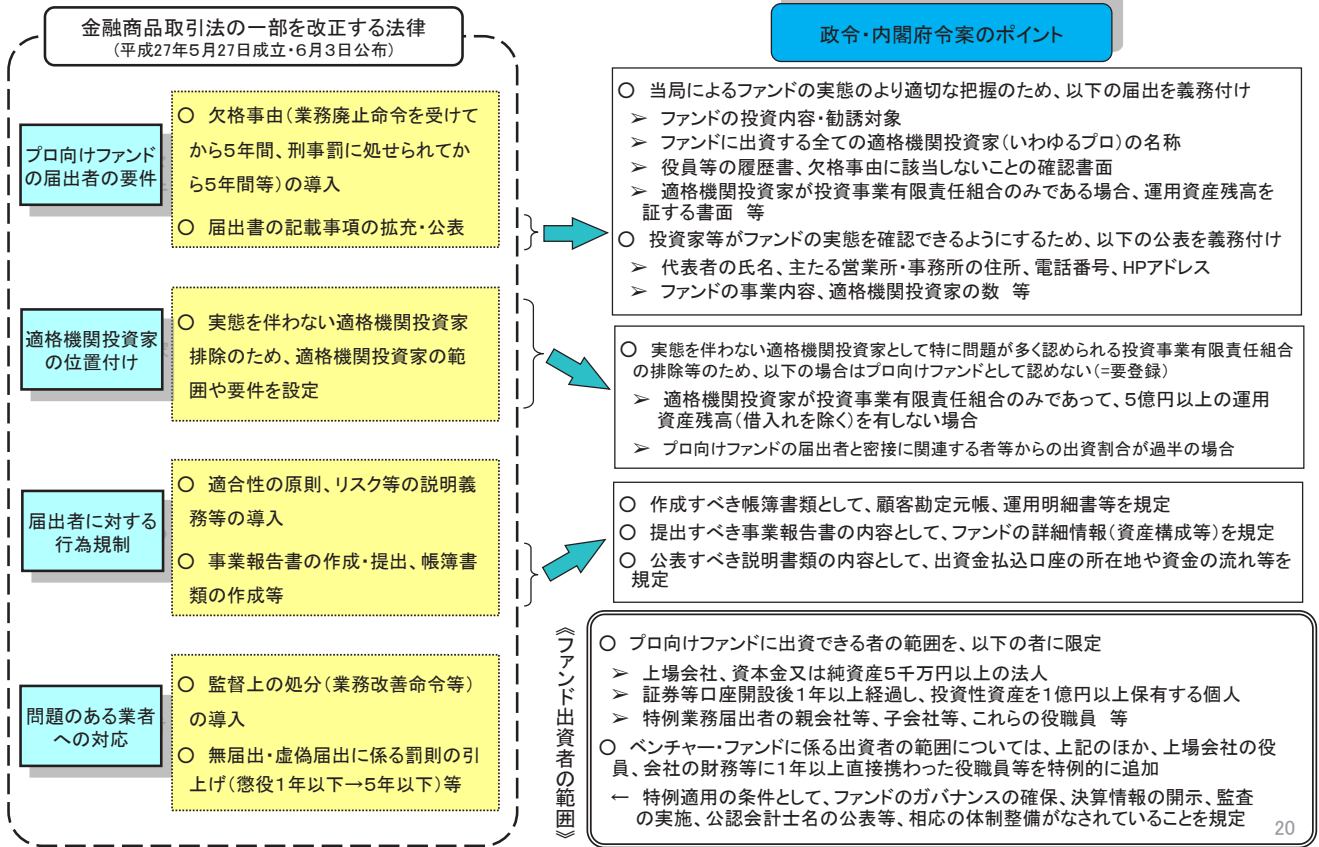 金融商品取引法の一部を改正する法律
(平成27年5月27日成立・6月3日公布)
プロ向けファンド
の届出者の要件
○ 欠格事由(業務廃止命令を受けて
から5年間、刑事罰に処せられてか
ら5年間等)の導入
○ 届出書の記載事項の拡充・公表
適格機関投資家
の位置付け
○ 実態を伴わない適格機関投資家
排除のため、適格機関投資家の範
囲や要件を設定
届出者に対する
行為規制
○ 適合性の原則、リスク等の説明義
務等の導入
○ 事業報告書の作成・提出、帳簿書
類の作成等
問題のある業者
への対応
○ 監督上の処分(業務改善命令等)
の導入
○ 無届出・虚偽届出に係る罰則の引
上げ(懲役1年以下→5年以下)等
政令・内閣府令案のポイント
○ 当局によるファンドの実態のより適切な把握のため、以下の届出を義務付け
➢ ファンドの投資内容・勧誘対象
➢ ファンドに出資する全ての適格機関投資家(いわゆるプロ)の名称
➢ 役員等の履歴書、欠格事由に該当しないことの確認書面
➢ 適格機関投資家が投資事業有限責任組合のみである場合、運用資産残高を
証する書面 等
○ 投資家等がファンドの実態を確認できるようにするため、以下の公表を義務付け
➢ 代表者の氏名、主たる営業所・事務所の住所、電話番号、HPアドレス
➢ ファンドの事業内容、適格機関投資家の数 等
○ 実態を伴わない適格機関投資家として特に問題が多く認められる投資事業有限責任組合
の排除等のため、以下の場合はプロ向けファンドとして認めない(=要登録)
➢ 適格機関投資家が投資事業有限責任組合のみであって、5億円以上の運用
資産残高(借入れを除く)を有しない場合
➢ プロ向けファンドの届出者と密接に関連する者等からの出資割合が過半の場合
○ 作成すべき帳簿書類として、顧客勘定元帳、運用明細書等を規定
○ 提出すべき事業報告書の内容として、ファンドの詳細情報(資産構成等)を規定
○ 公表すべき説明書類の内容として、出資金払込口座の所在地や資金の流れ等を
規定
《ファンド出資者の範囲》
○ プロ向けファンドに出資できる者の範囲を、以下の者に限定
➢ 上場会社、資本金又は純資産5千万円以上の法人
➢ 証券等口座開設後1年以上経過し、投資性資産を1億円以上保有する個人
➢ 特例業務届出者の親会社等、子会社等、これらの役職員 等
○ ベンチャー・ファンドに係る出資者の範囲については、上記のほか、上場会社の役
員、会社の財務等に1年以上直接携わった役職員等を特例的に追加
← 特例適用の条件として、ファンドのガバナンスの確保、決算情報の開示、監査
の実施、公認会計士名の公表等、相応の体制整備がなされていることを規定
20